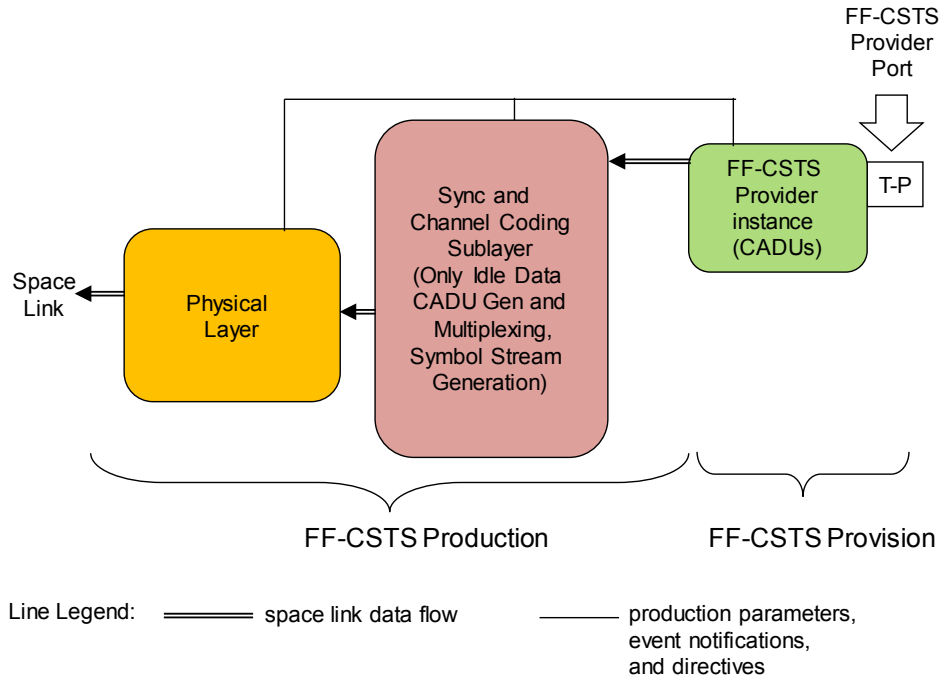 FF-CSTS
Provider
Port
FF-CSTS
Provider
instance
(CADUs)
T-P
Sync and
Channel Coding
Sublayer
(Only Idle Data
CADU Gen and
Multiplexing,
Symbol Stream
Generation)
Physical
Layer
Space
Link
FF-CSTS Production
FF-CSTS Provision
Line Legend:
space link data flow
production parameters,
event notifications,
and directives